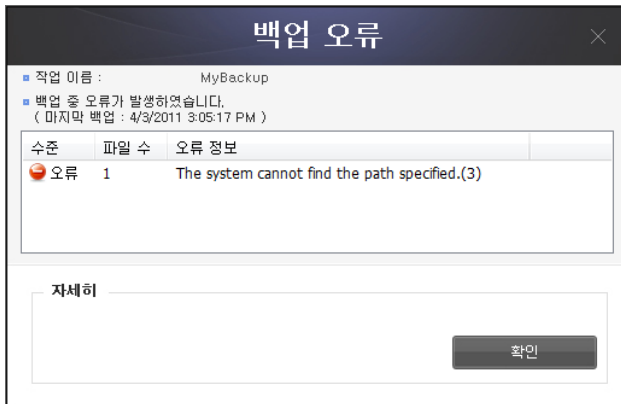 백업 오류
작업 이름 : MyBackup
백업 중 오류가 발생하였습니다.
( 마지막 백업 : 4/3/2011 3:05:17 PM )
수준 파일 수 오류 정보
오류 1 The system cannot find the path specified.(3)
자세히
확인